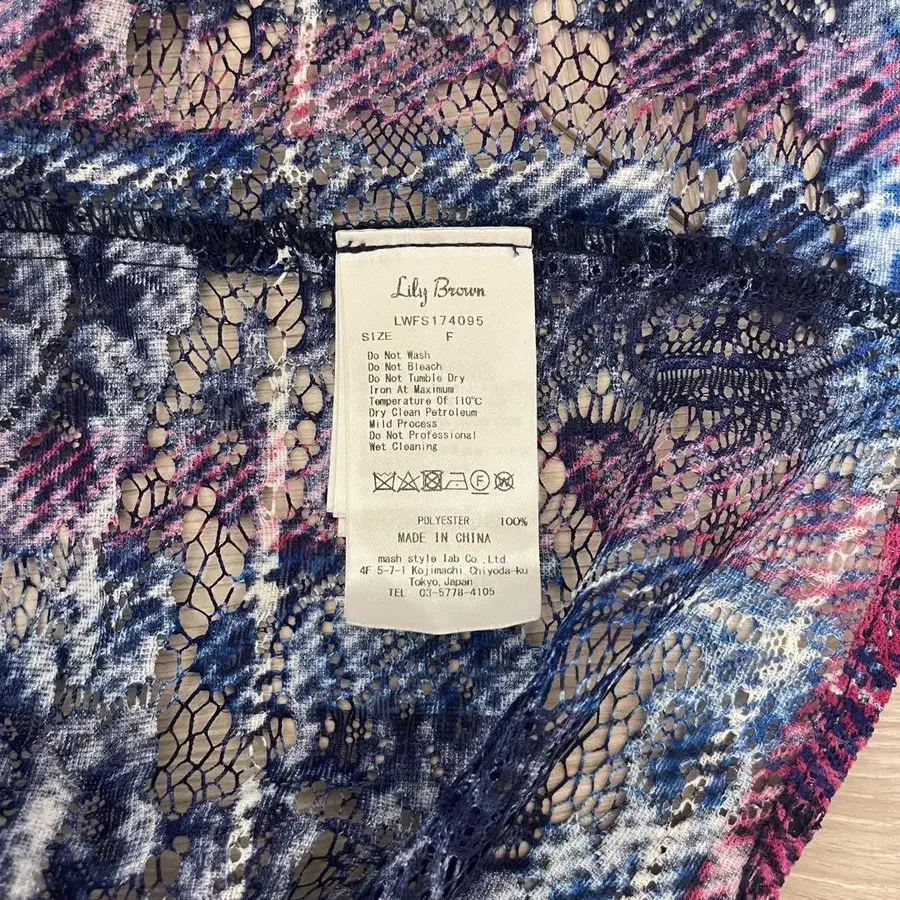 Lily Brown
LWFS174095
SIZE F
Do Not Wash
Do Not Bleach
Do Not Tumble Dry
Iron At Maximum
Temperature Of 110℃
Dry Clean Petroleum
Mild Process
Do Not Professional
Wet Cleaning
F W
POLYESTER 100%
MADE IN CHINA
mash style lab Co.,Ltd.
4F 5-7-1 Kojimachi Chiyoda-ku
Tokyo,Japan
TEL 03-5778-4105